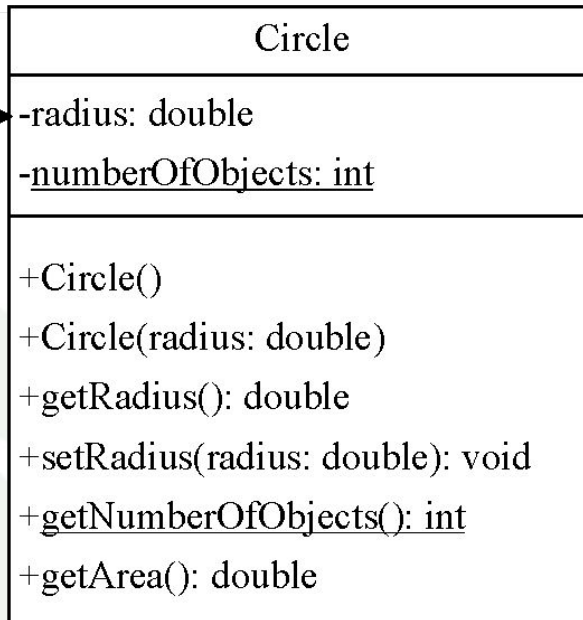 Circle
-radius: double
-numberOfObjects: int
+Circle()
+Circle(radius: double)
+getRadius(): double
+setRadius(radius: double): void
+getNumberOfObjects(): int
+getArea(): double